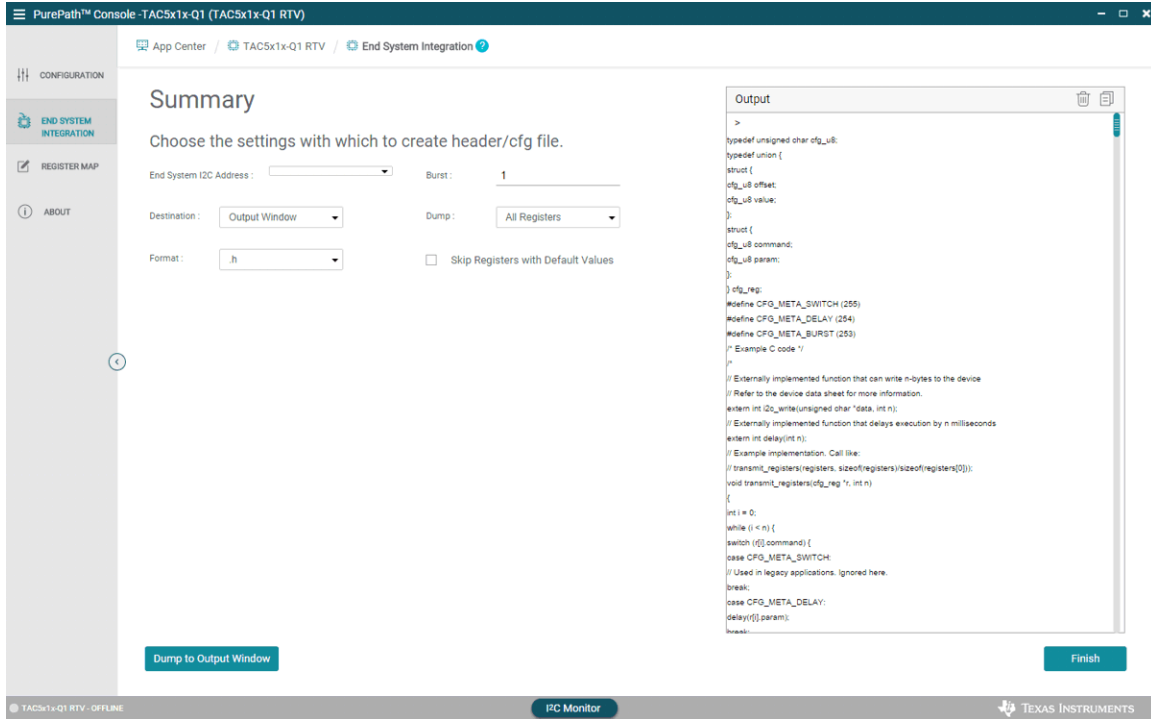 PurePath™ Console -TAC5x1x-Q1 (TAC5x1x-Q1 RTV)
App Center / TAC5x1x-Q1 RTV / End System Integration ?
CONFIGURATION
END SYSTEM
INTEGRATION
REGISTER MAP
ABOUT
Summary
Choose the settings with which to create header/cfg file.
End System I2C Address :
Burst : 1
Destination : Output Window
Dump : All Registers
Format : .h
Skip Registers with Default Values
Dump to Output Window
Output
>
typedef unsigned char cfg_u8;
typedef union {
struct {
cfg_u8 offset;
cfg_u8 value;
};
struct {
cfg_u8 command;
cfg_u8 param;
};
} cfg_reg;
#define CFG_META_SWITCH (255)
#define CFG_META_DELAY (254)
#define CFG_META_BURST (253)
/* Example C code */
/*
// Externally implemented function that can write n-bytes to the device
// Refer to the device data sheet for more information.
extern int i2c_write(unsigned char *data, int n);
// Externally implemented function that delays execution by n milliseconds
extern int delay(int n);
// Example implementation. Call like:
// transmit_registers(registers, sizeof(registers)/sizeof(registers[0]));
void transmit_registers(cfg_reg *r, int n)
{
int i = 0;
while (i < n) {
switch (r[i].command) {
case CFG_META_SWITCH:
// Used in legacy applications. Ignored here.
break;
case CFG_META_DELAY:
delay(r[i].param);
break;
Finish
TAC5x1x-Q1 RTV - OFFLINE
I²C Monitor
TEXAS INSTRUMENTS